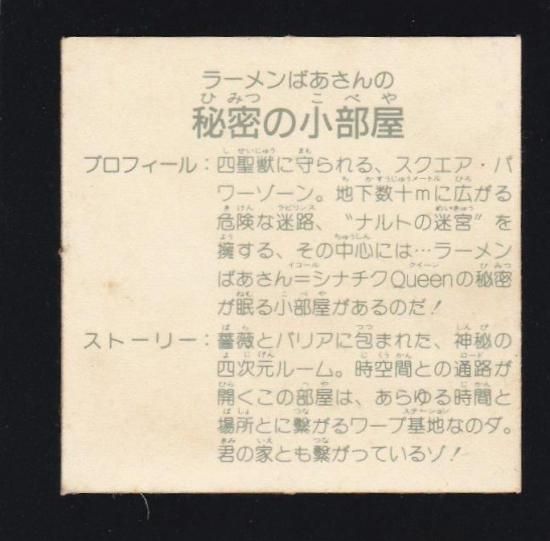 ラーメンばあさんの
秘密の小部屋
プロフィール：四聖獣に守られる、スクエア・パ
ワーゾーン。地下数十mに広がる
危険な迷路、“ナルトの迷宮”を
擁する、その中心には…ラーメン
ばあさん＝シナチクQueenの秘密
が眠る小部屋があるのだ！
ストーリー：薔薇とバリアに包まれた、神秘の
四次元ルーム。時空間との通路が
開くこの部屋は、あらゆる時間と
場所とに繋がるワープ基地なのダ。
君の家とも繋がっているゾ！